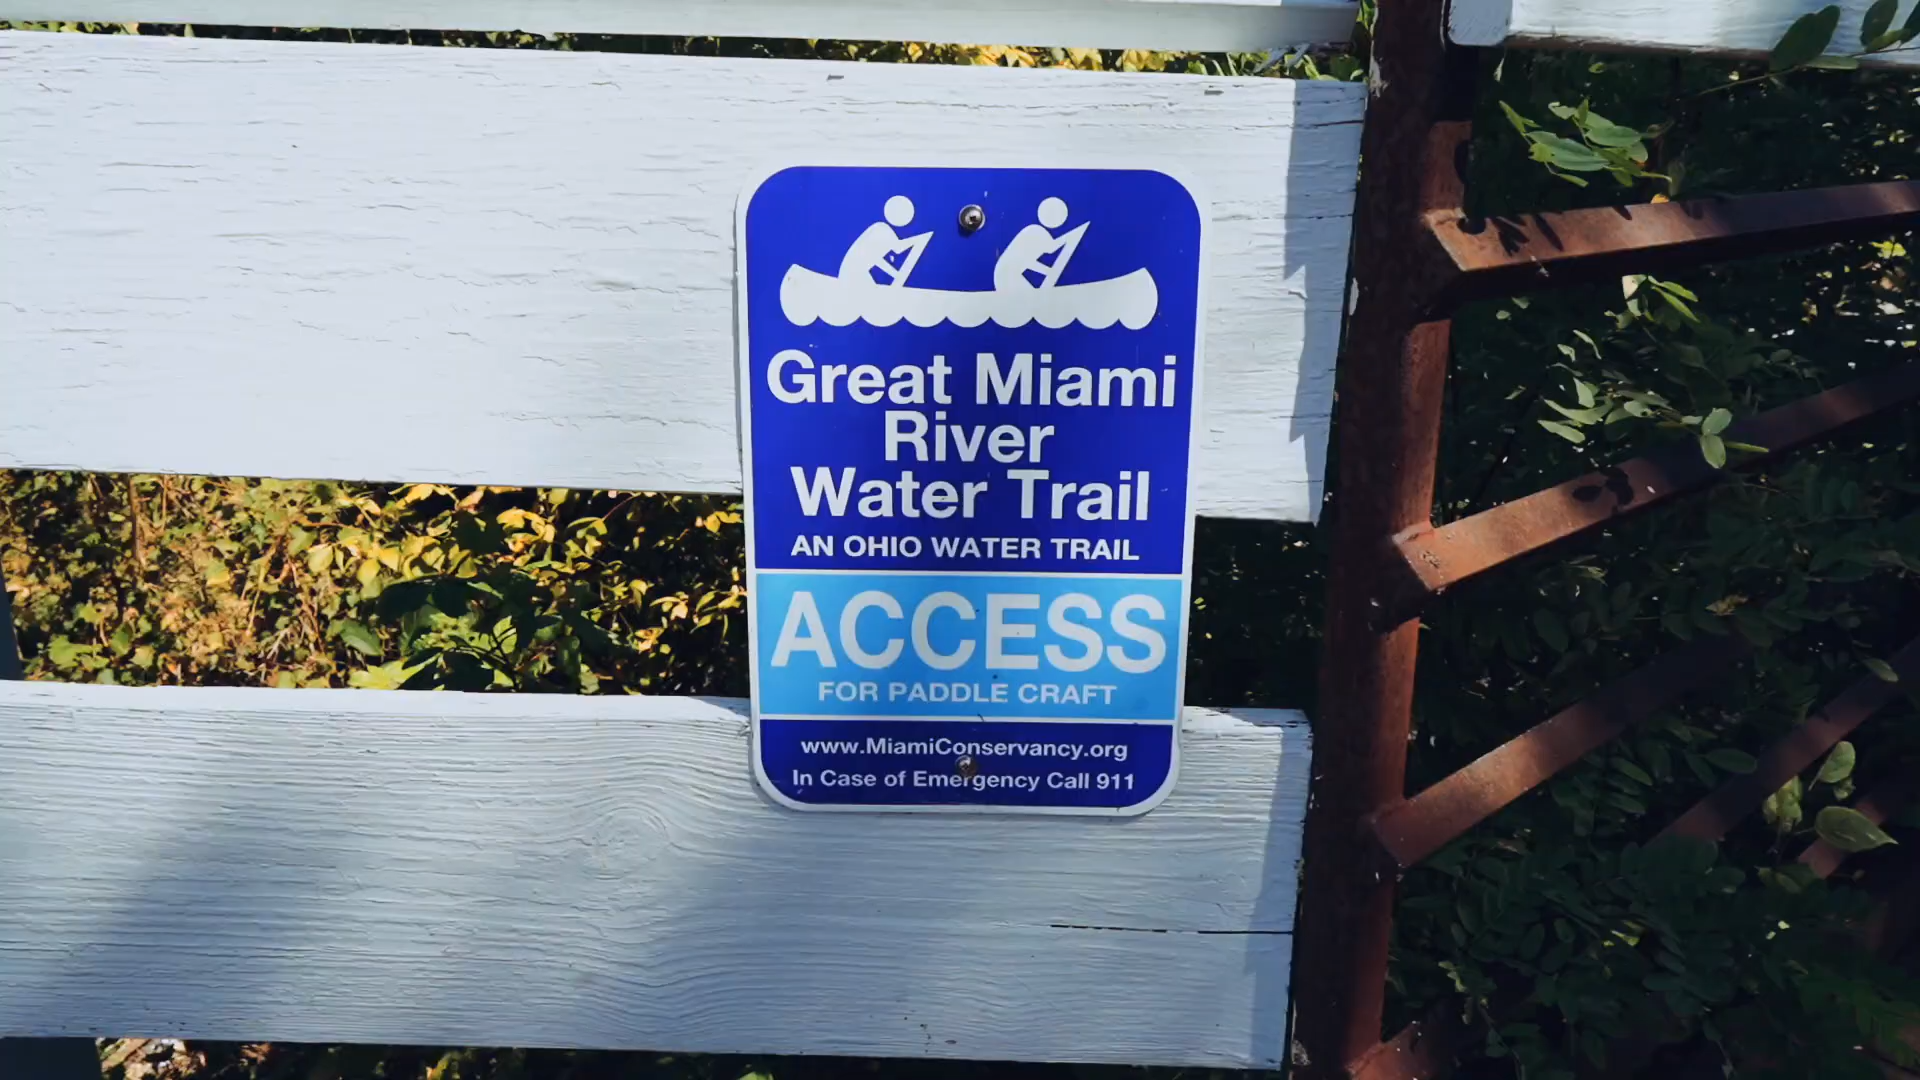 Great Miami
River
Water Trail
AN OHIO WATER TRAIL
ACCESS
FOR PADDLE CRAFT
www.MiamiConservancy.org
In Case of Emergency Call 911